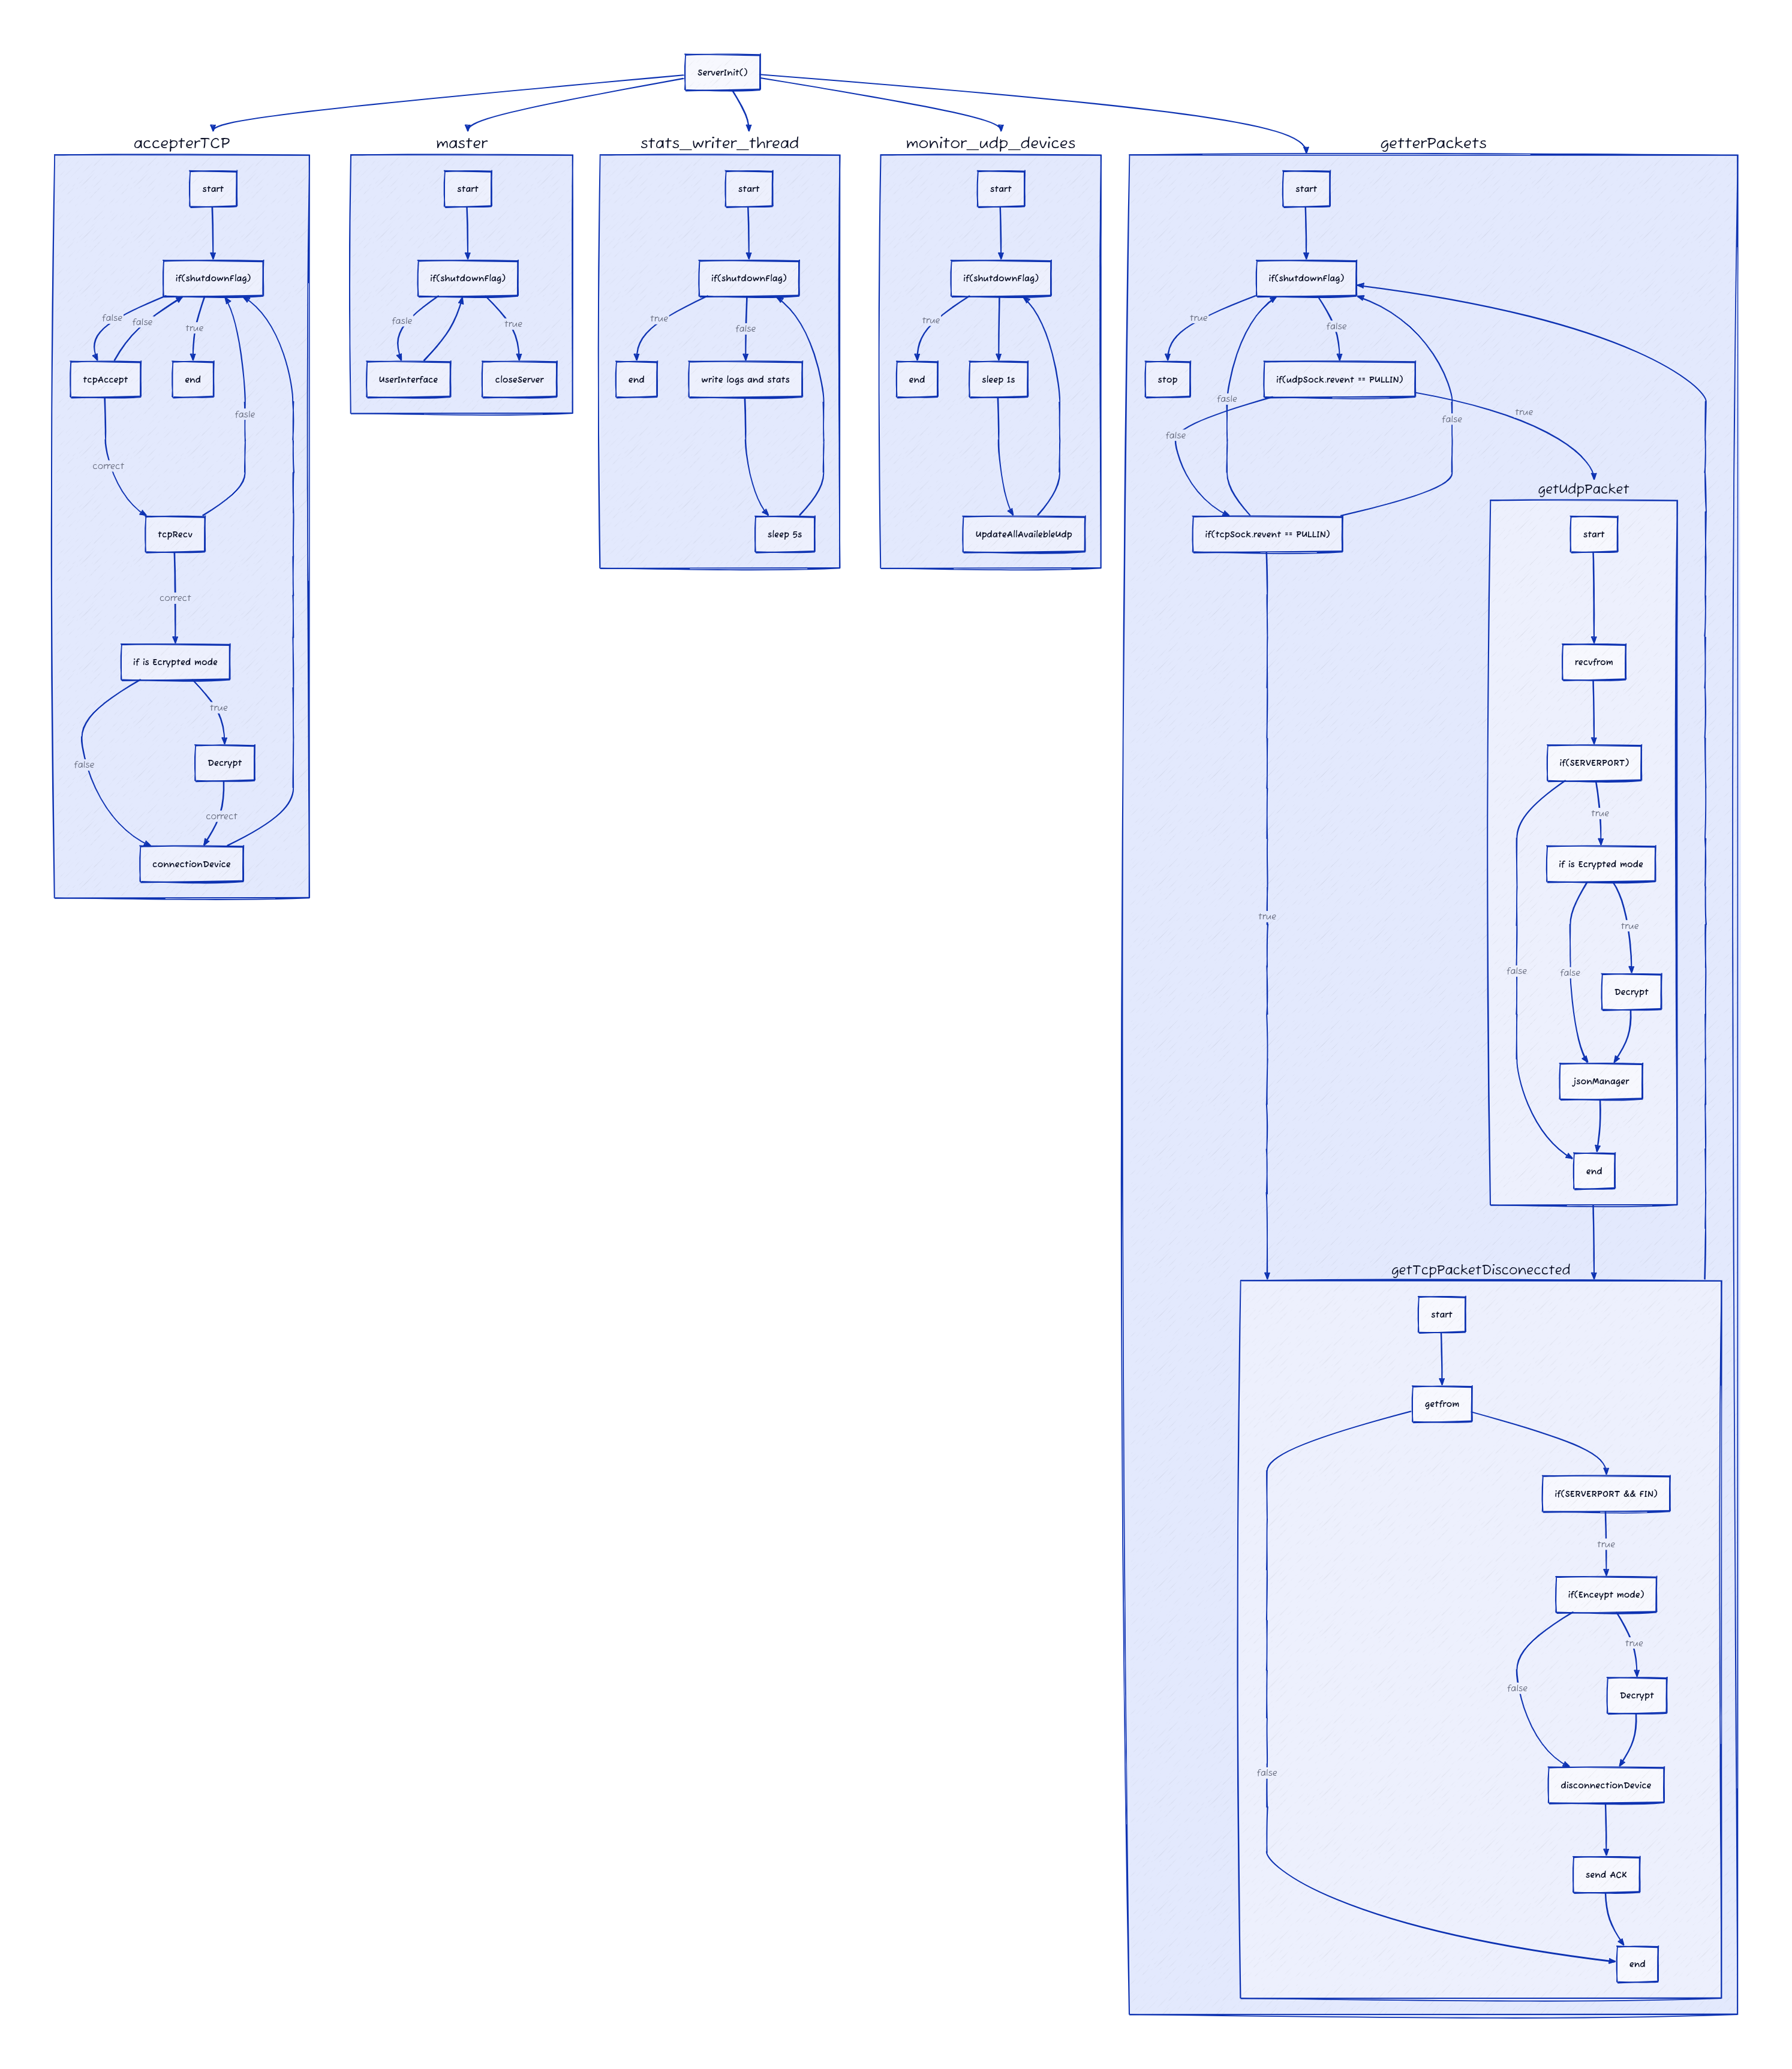 ServerInit()
accepterTCP
start
if(shutdownFlag)
false
false
true
tcpAccept
end
fasle
correct
tcpRecv
correct
if is Ecrypted mode
true
false
Decrypt
correct
connectionDevice
master
start
if(shutdownFlag)
fasle
true
UserInterface
closeServer
stats_writer_thread
start
if(shutdownFlag)
true
false
end
write logs and stats
sleep 5s
monitor_udp_devices
start
if(shutdownFlag)
true
end
sleep 1s
UpdateAllAvailebleUdp
getterPackets
start
if(shutdownFlag)
true
false
stop
if(udpSock.revent == PULLIN)
fasle
true
false
false
if(tcpSock.revent == PULLIN)
true
getUdpPacket
start
recvfrom
if(SERVERPORT)
true
if is Ecrypted mode
true
false
false
Decrypt
jsonManager
end
getTcpPacketDisconeccted
start
getfrom
if(SERVERPORT && FIN)
true
if(Enceypt mode)
true
false
Decrypt
false
disconnectionDevice
send ACK
end